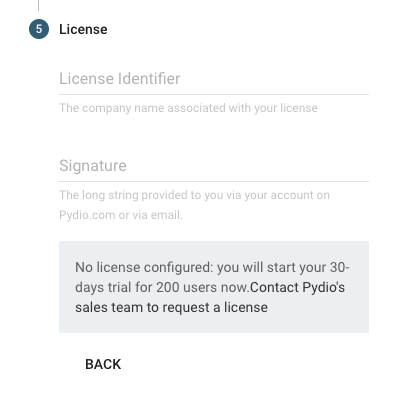 5 License
License Identifier
The company name associated with your license
Signature
The long string provided to you via your account on
Pydio.com or via email.
No license configured: you will start your 30-
days trial for 200 users now.Contact Pydio's
sales team to request a license
BACK